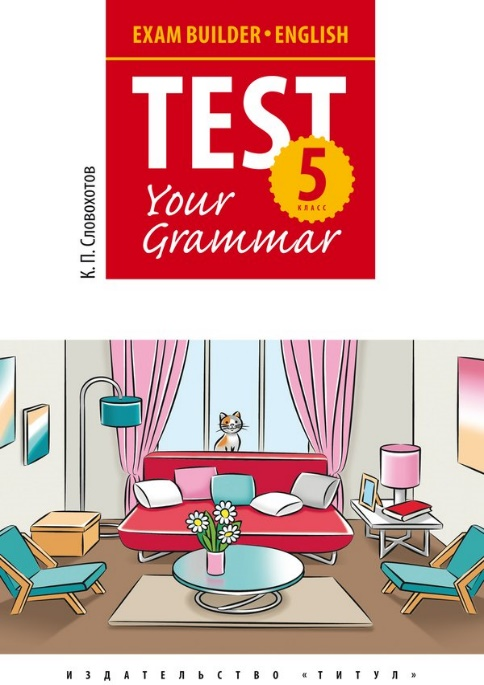 EXAM BUILDER • ENGLISH
TEST
5
КЛАСС
Your
Grammar
К. П. Словохотов
ИЗДАТЕЛЬСТВО «ТИТУЛ»